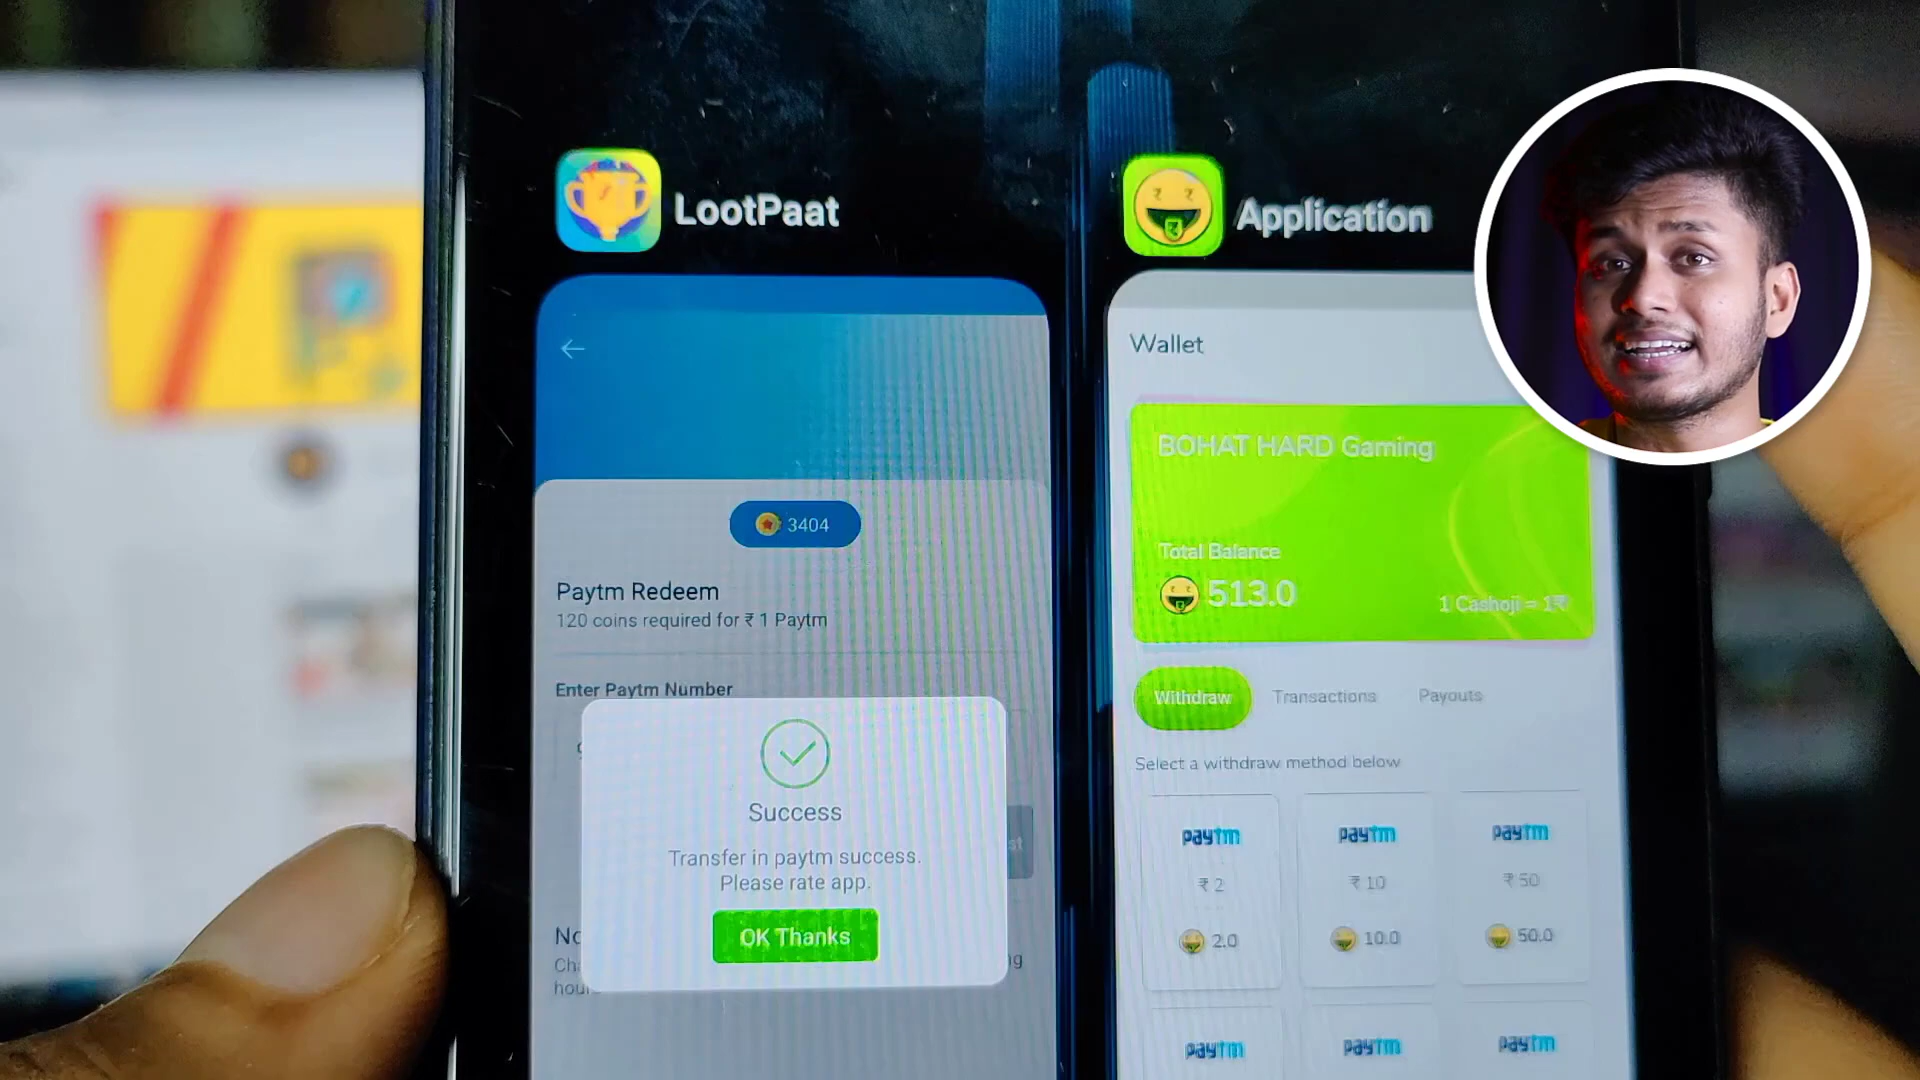 LootPaat
3404
Paytm Redeem
120 coins required for ₹ 1 Paytm
Enter Paytm Number
Success
Transfer in paytm success.
Please rate app.
OK Thanks
Application
Wallet
BOHAT HARD Gaming
Total Balance
513.0
1 Cashoji = 1₹
Withdraw Transactions Payouts
Select a withdraw method below
paytm paytm paytm
₹ 2 ₹ 10 ₹ 50
2.0 10.0 50.0
paytm paytm paytm